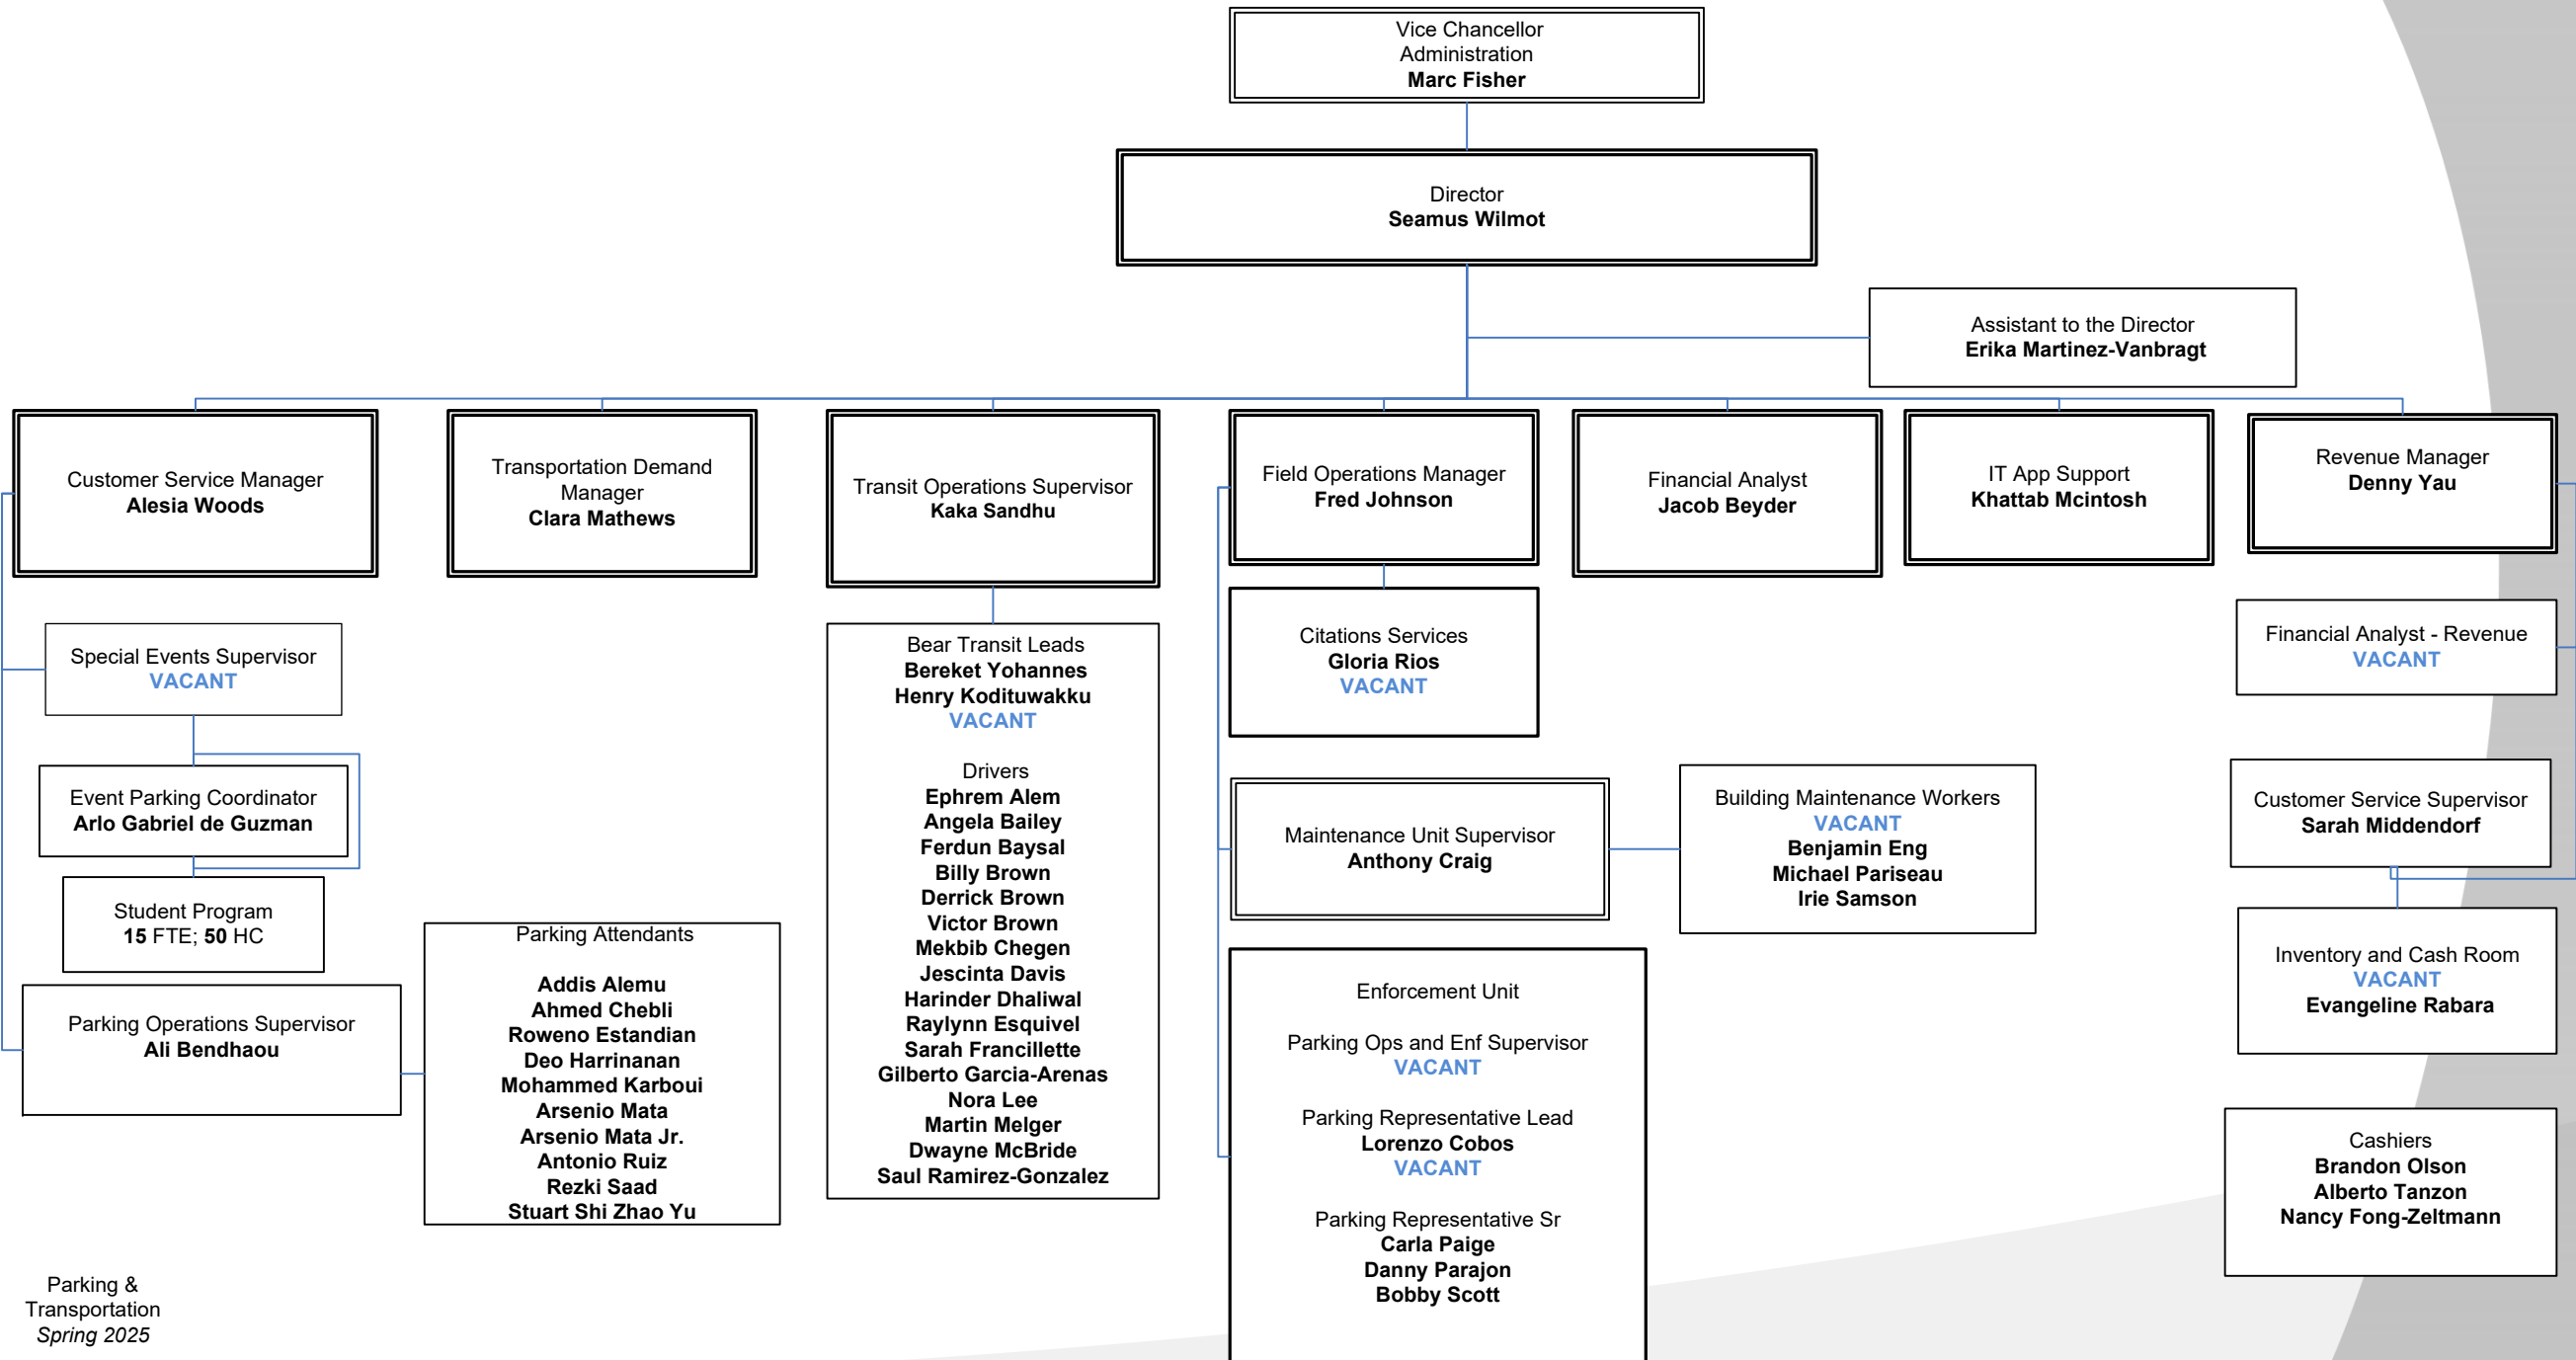 Vice Chancellor
Administration
Marc Fisher
Director
Seamus Wilmot
Assistant to the Director
Erika Martinez-Vanbragt
Customer Service Manager
Alesia Woods
Transportation Demand
Manager
Clara Mathews
Transit Operations Supervisor
Kaka Sandhu
Field Operations Manager
Fred Johnson
Financial Analyst
Jacob Beyder
IT App Support
Khattab Mcintosh
Revenue Manager
Denny Yau
Special Events Supervisor
VACANT
Event Parking Coordinator
Arlo Gabriel de Guzman
Student Program
15 FTE; 50 HC
Parking Operations Supervisor
Ali Bendhaou
Parking Attendants
Addis Alemu
Ahmed Chebli
Roweno Estandian
Deo Harrinanan
Mohammed Karboui
Arsenio Mata
Arsenio Mata Jr.
Antonio Ruiz
Rezki Saad
Stuart Shi Zhao Yu
Bear Transit Leads
Bereket Yohannes
Henry Kodituwakku
VACANT
Drivers
Ephrem Alem
Angela Bailey
Ferdun Baysal
Billy Brown
Derrick Brown
Victor Brown
Mekbib Chegen
Jescinta Davis
Harinder Dhaliwal
Raylynn Esquivel
Sarah Francillette
Gilberto Garcia-Arenas
Nora Lee
Martin Melger
Dwayne McBride
Saul Ramirez-Gonzalez
Citations Services
Gloria Rios
VACANT
Maintenance Unit Supervisor
Anthony Craig
Building Maintenance Workers
VACANT
Benjamin Eng
Michael Pariseau
Irie Samson
Enforcement Unit
Parking Ops and Enf Supervisor
VACANT
Parking Representative Lead
Lorenzo Cobos
VACANT
Parking Representative Sr
Carla Paige
Danny Parajon
Bobby Scott
Financial Analyst - Revenue
VACANT
Customer Service Supervisor
Sarah Middendorf
Inventory and Cash Room
VACANT
Evangeline Rabara
Cashiers
Brandon Olson
Alberto Tanzon
Nancy Fong-Zeltmann
Parking &
Transportation
Spring 2025